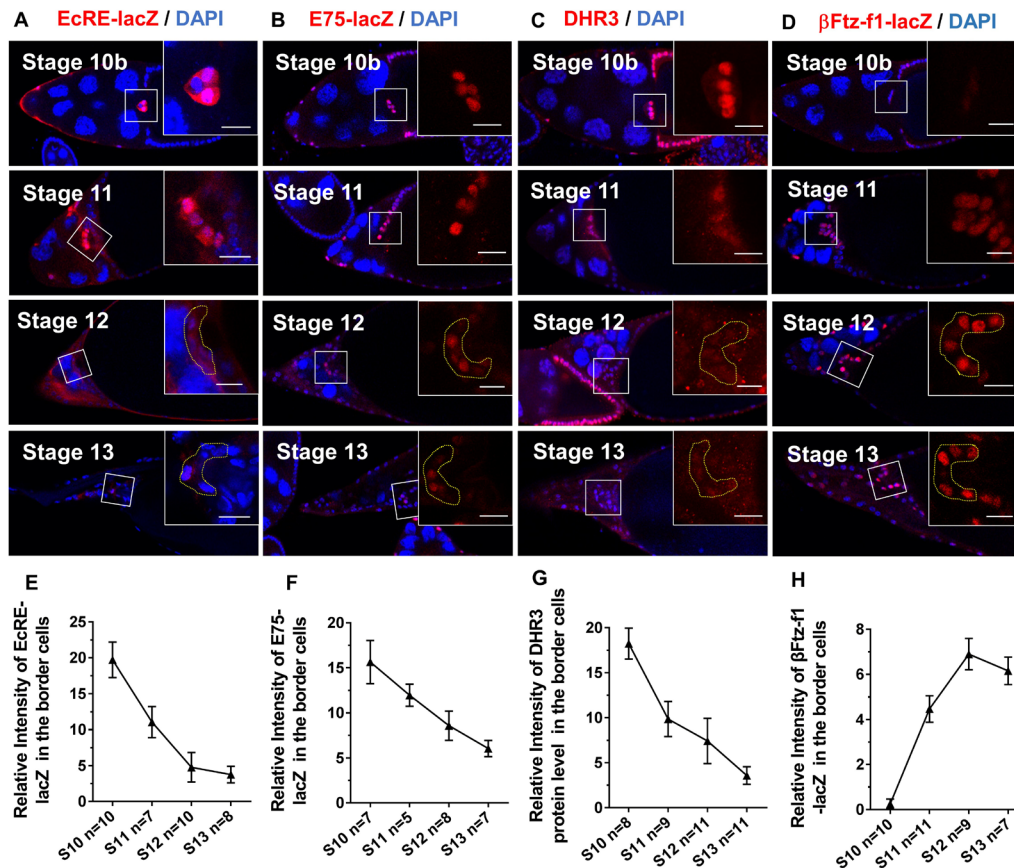 A EcRE-lacZ / DAPI
B E75-lacZ / DAPI
C DHR3 / DAPI
D βFtz-f1-lacZ / DAPI
Stage 10b
Stage 10b
Stage 10b
Stage 10b
Stage 11
Stage 11
Stage 11
Stage 11
Stage 12
Stage 12
Stage 12
Stage 12
Stage 13
Stage 13
Stage 13
Stage 13
E
Relative Intensity of EcRE-
lacZ in the border cells
25
20
15
10
5
0
S10 n=10
S11 n=7
S12 n=10
S13 n=8
F
Relative Intensity of E75-
lacZ in the border cells
20
15
10
5
0
S10 n=7
S11 n=5
S12 n=8
S13 n=7
G
Relative Intensity of DHR3
protein level in the border cells
20
15
10
5
0
S10 n=8
S11 n=9
S12 n=11
S13 n=11
H
Relative Intensity of βFtz-f1
-lacZ in the border cells
8
6
4
2
0
S10 n=10
S11 n=11
S12 n=9
S13 n=7